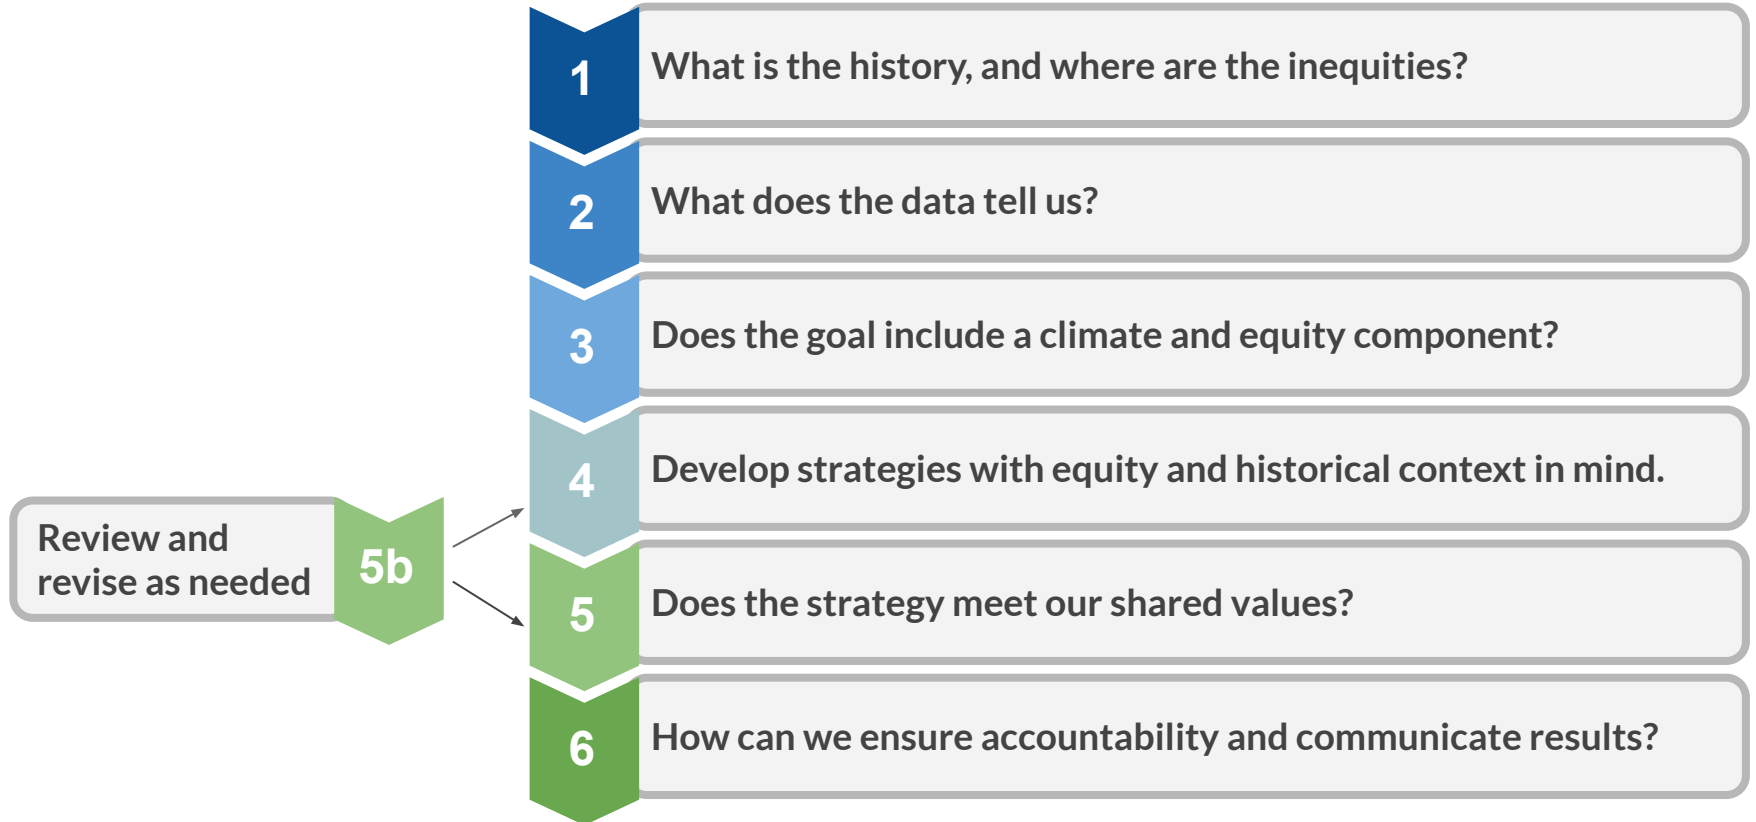 1
What is the history, and where are the inequities?
2
What does the data tell us?
3
Does the goal include a climate and equity component?
4
Develop strategies with equity and historical context in mind.
Review and
revise as needed
5b
5
Does the strategy meet our shared values?
6
How can we ensure accountability and communicate results?